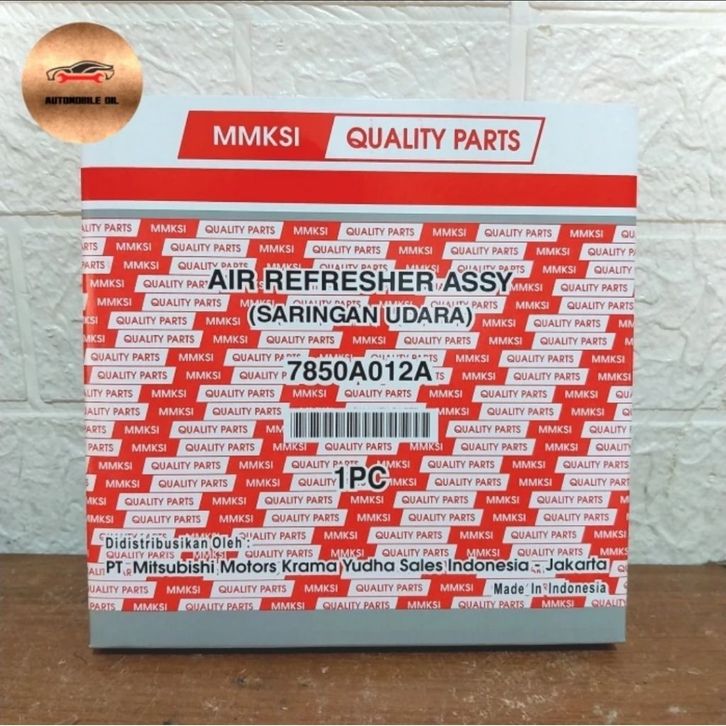 AUTOMOBILE OIL
MMKSI QUALITY PARTS
AIR REFRESHER ASSY
(SARINGAN UDARA)
7850A012A
1PC
Didistribusikan Oleh :
PT Mitsubishi Motors Krama Yudha Sales Indonesia - Jakarta
Made In Indonesia